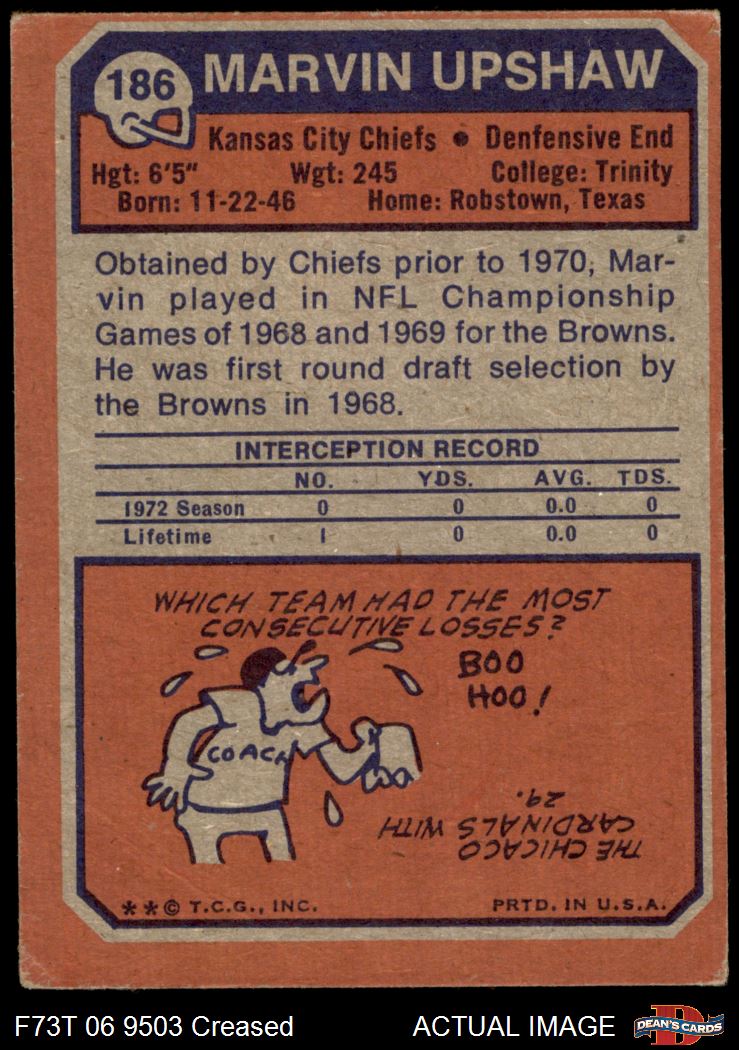 186 MARVIN UPSHAW
Kansas City Chiefs • Denfensive End
Hgt: 6'5" Wgt: 245 College: Trinity
Born: 11-22-46 Home: Robstown, Texas
Obtained by Chiefs prior to 1970, Mar-
vin played in NFL Championship
Games of 1968 and 1969 for the Browns.
He was first round draft selection by
the Browns in 1968.
INTERCEPTION RECORD
NO. YDS. AVG. TDS.
1972 Season 0 0 0.0 0
Lifetime 1 0 0.0 0
WHICH TEAM HAD THE MOST
CONSECUTIVE LOSSES?
BOO
HOO!
COACH
THE CHICAGO
CARDINALS WITH
29.
**© T.C.G., INC. PRTD. IN U.S.A.
F73T 06 9503 Creased ACTUAL IMAGE
D
DEAN'S CARDS